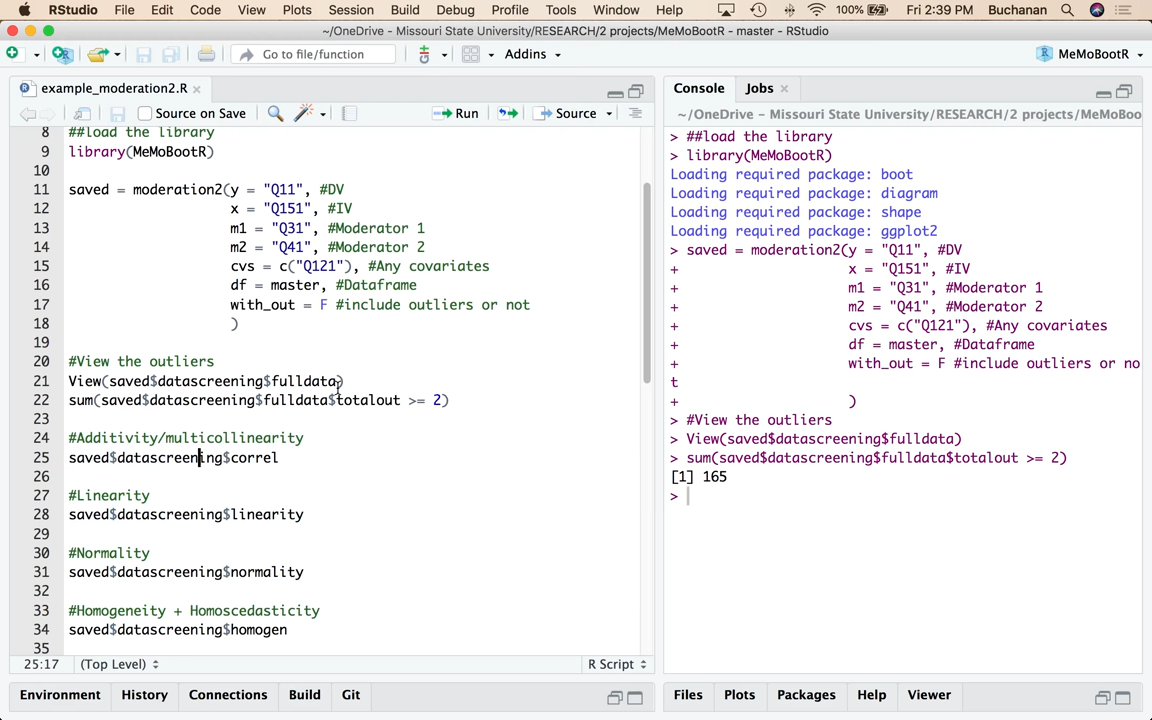 RStudio File Edit Code View Plots Session Build Debug Profile Tools Window Help 100% Fri 2:39 PM Buchanan
~/OneDrive - Missouri State University/RESEARCH/2 projects/MeMoBootR - master - RStudio
Go to file/function Addins MeMoBootR
example_moderation2.R
Source on Save Run Source
8 ##load the library
9 library(MeMoBootR)
10
11 saved = moderation2(y = "Q11", #DV
12 x = "Q151", #IV
13 m1 = "Q31", #Moderator 1
14 m2 = "Q41", #Moderator 2
15 cvs = c("Q121"), #Any covariates
16 df = master, #Dataframe
17 with_out = F #include outliers or not
18 )
19
20 #View the outliers
21 View(saved$datascreening$fulldata)
22 sum(saved$datascreening$fulldata$totalout >= 2)
23
24 #Additivity/multicollinearity
25 saved$datascreening$correl
26
27 #Linearity
28 saved$datascreening$linearity
29
30 #Normality
31 saved$datascreening$normality
32
33 #Homogeneity + Homoscedasticity
34 saved$datascreening$homogen
35
25:17 (Top Level) R Script
Environment History Connections Build Git
Console Jobs
~/OneDrive - Missouri State University/RESEARCH/2 projects/MeMoBoo
> ##load the library
> library(MeMoBootR)
Loading required package: boot
Loading required package: diagram
Loading required package: shape
Loading required package: ggplot2
> saved = moderation2(y = "Q11", #DV
+ x = "Q151", #IV
+ m1 = "Q31", #Moderator 1
+ m2 = "Q41", #Moderator 2
+ cvs = c("Q121"), #Any covariates
+ df = master, #Dataframe
+ with_out = F #include outliers or no
t
+ )
> #View the outliers
> View(saved$datascreening$fulldata)
> sum(saved$datascreening$fulldata$totalout >= 2)
[1] 165
>
Files Plots Packages Help Viewer